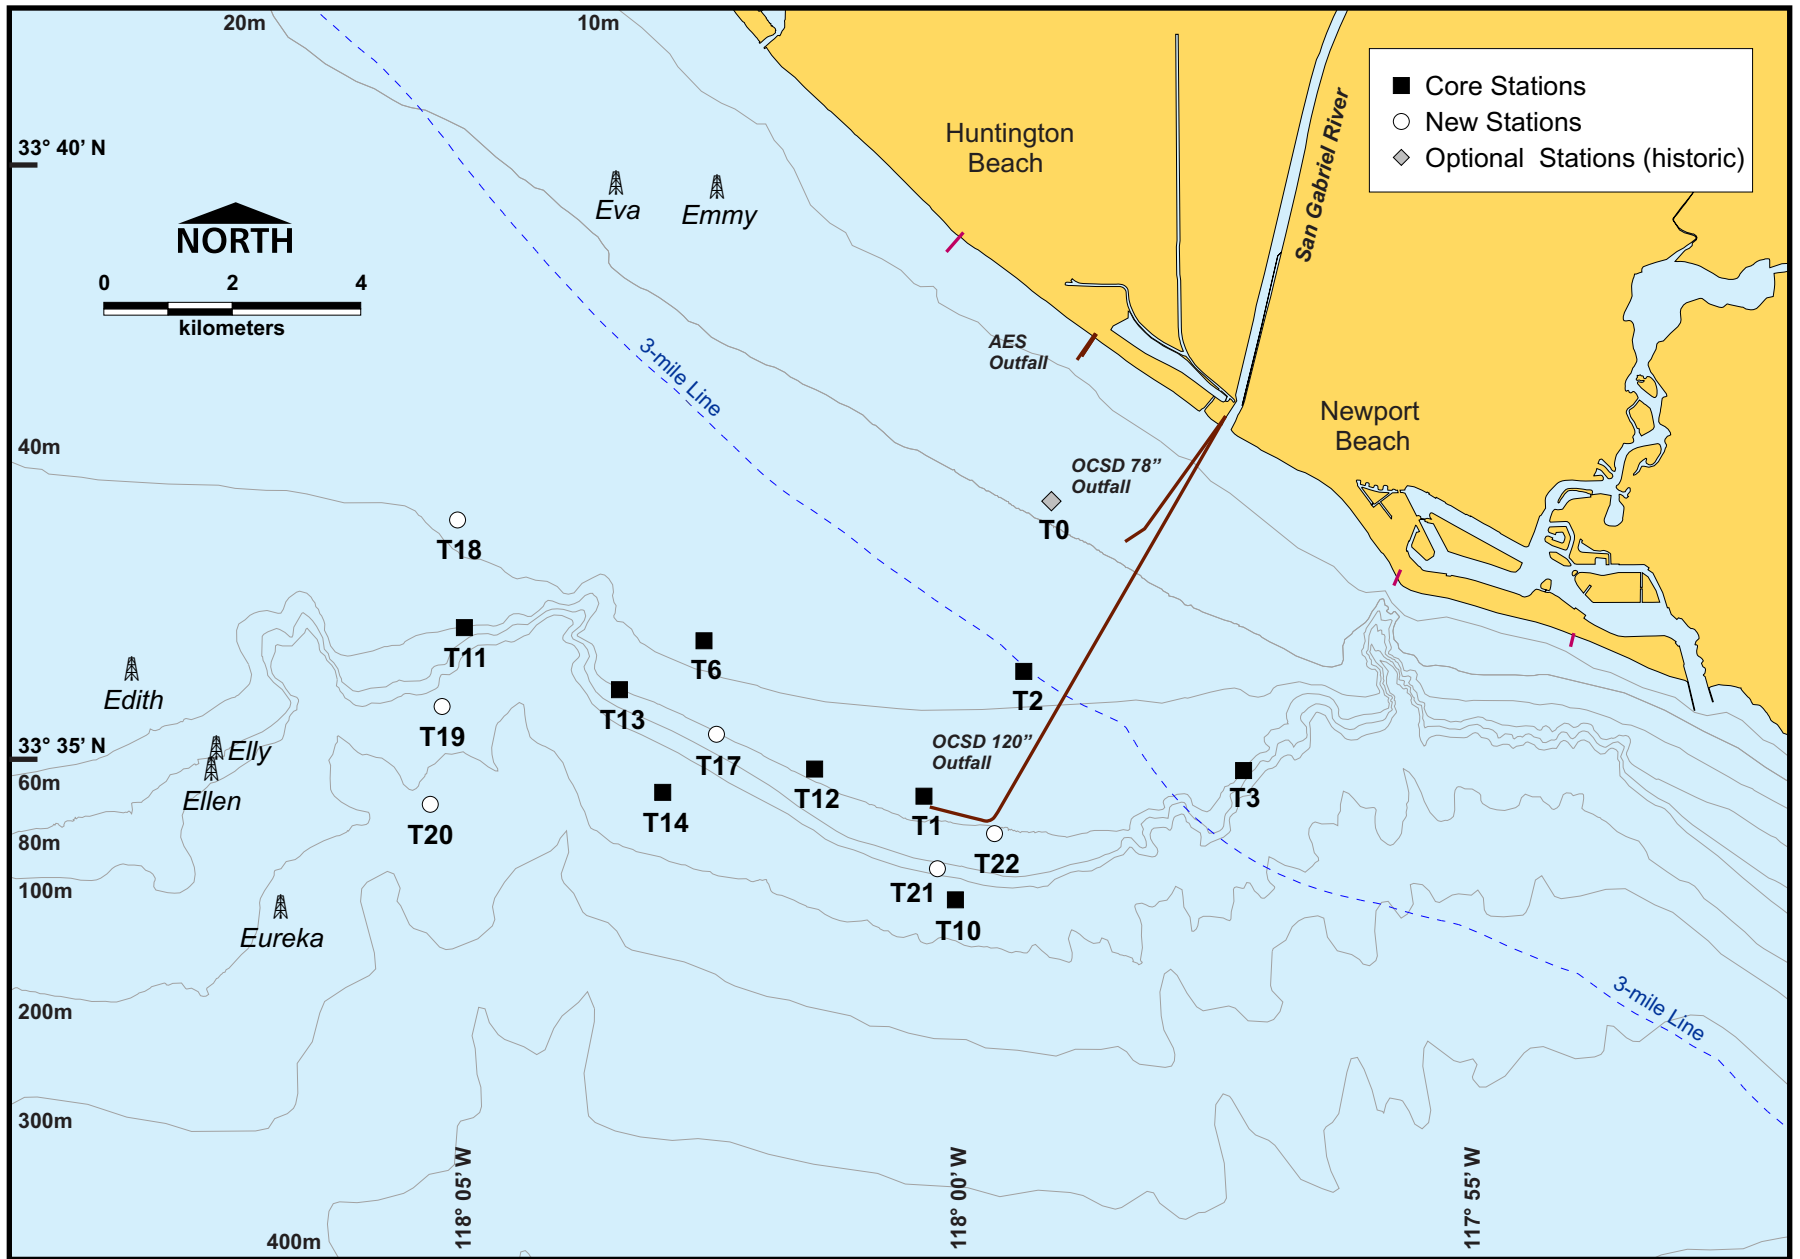 20m
10m
Core Stations
New Stations
Optional Stations (historic)
Huntington
Beach
San Gabriel River
33° 40’ N
Eva
Emmy
NORTH
0 2 4
kilometers
AES
Outfall
3-mile Line
Newport
Beach
40m
OCSD 78”
Outfall
T0
T18
T11
T6
T2
Edith
T13
T19
33° 35’ N
Elly
OCSD 120”
Outfall
T17
60m
Ellen
T12
T3
T14
T1
T20
80m
T22
100m
T21
T10
Eureka
200m
3-mile Line
300m
118° 05’ W
118° 00’ W
117° 55’ W
400m